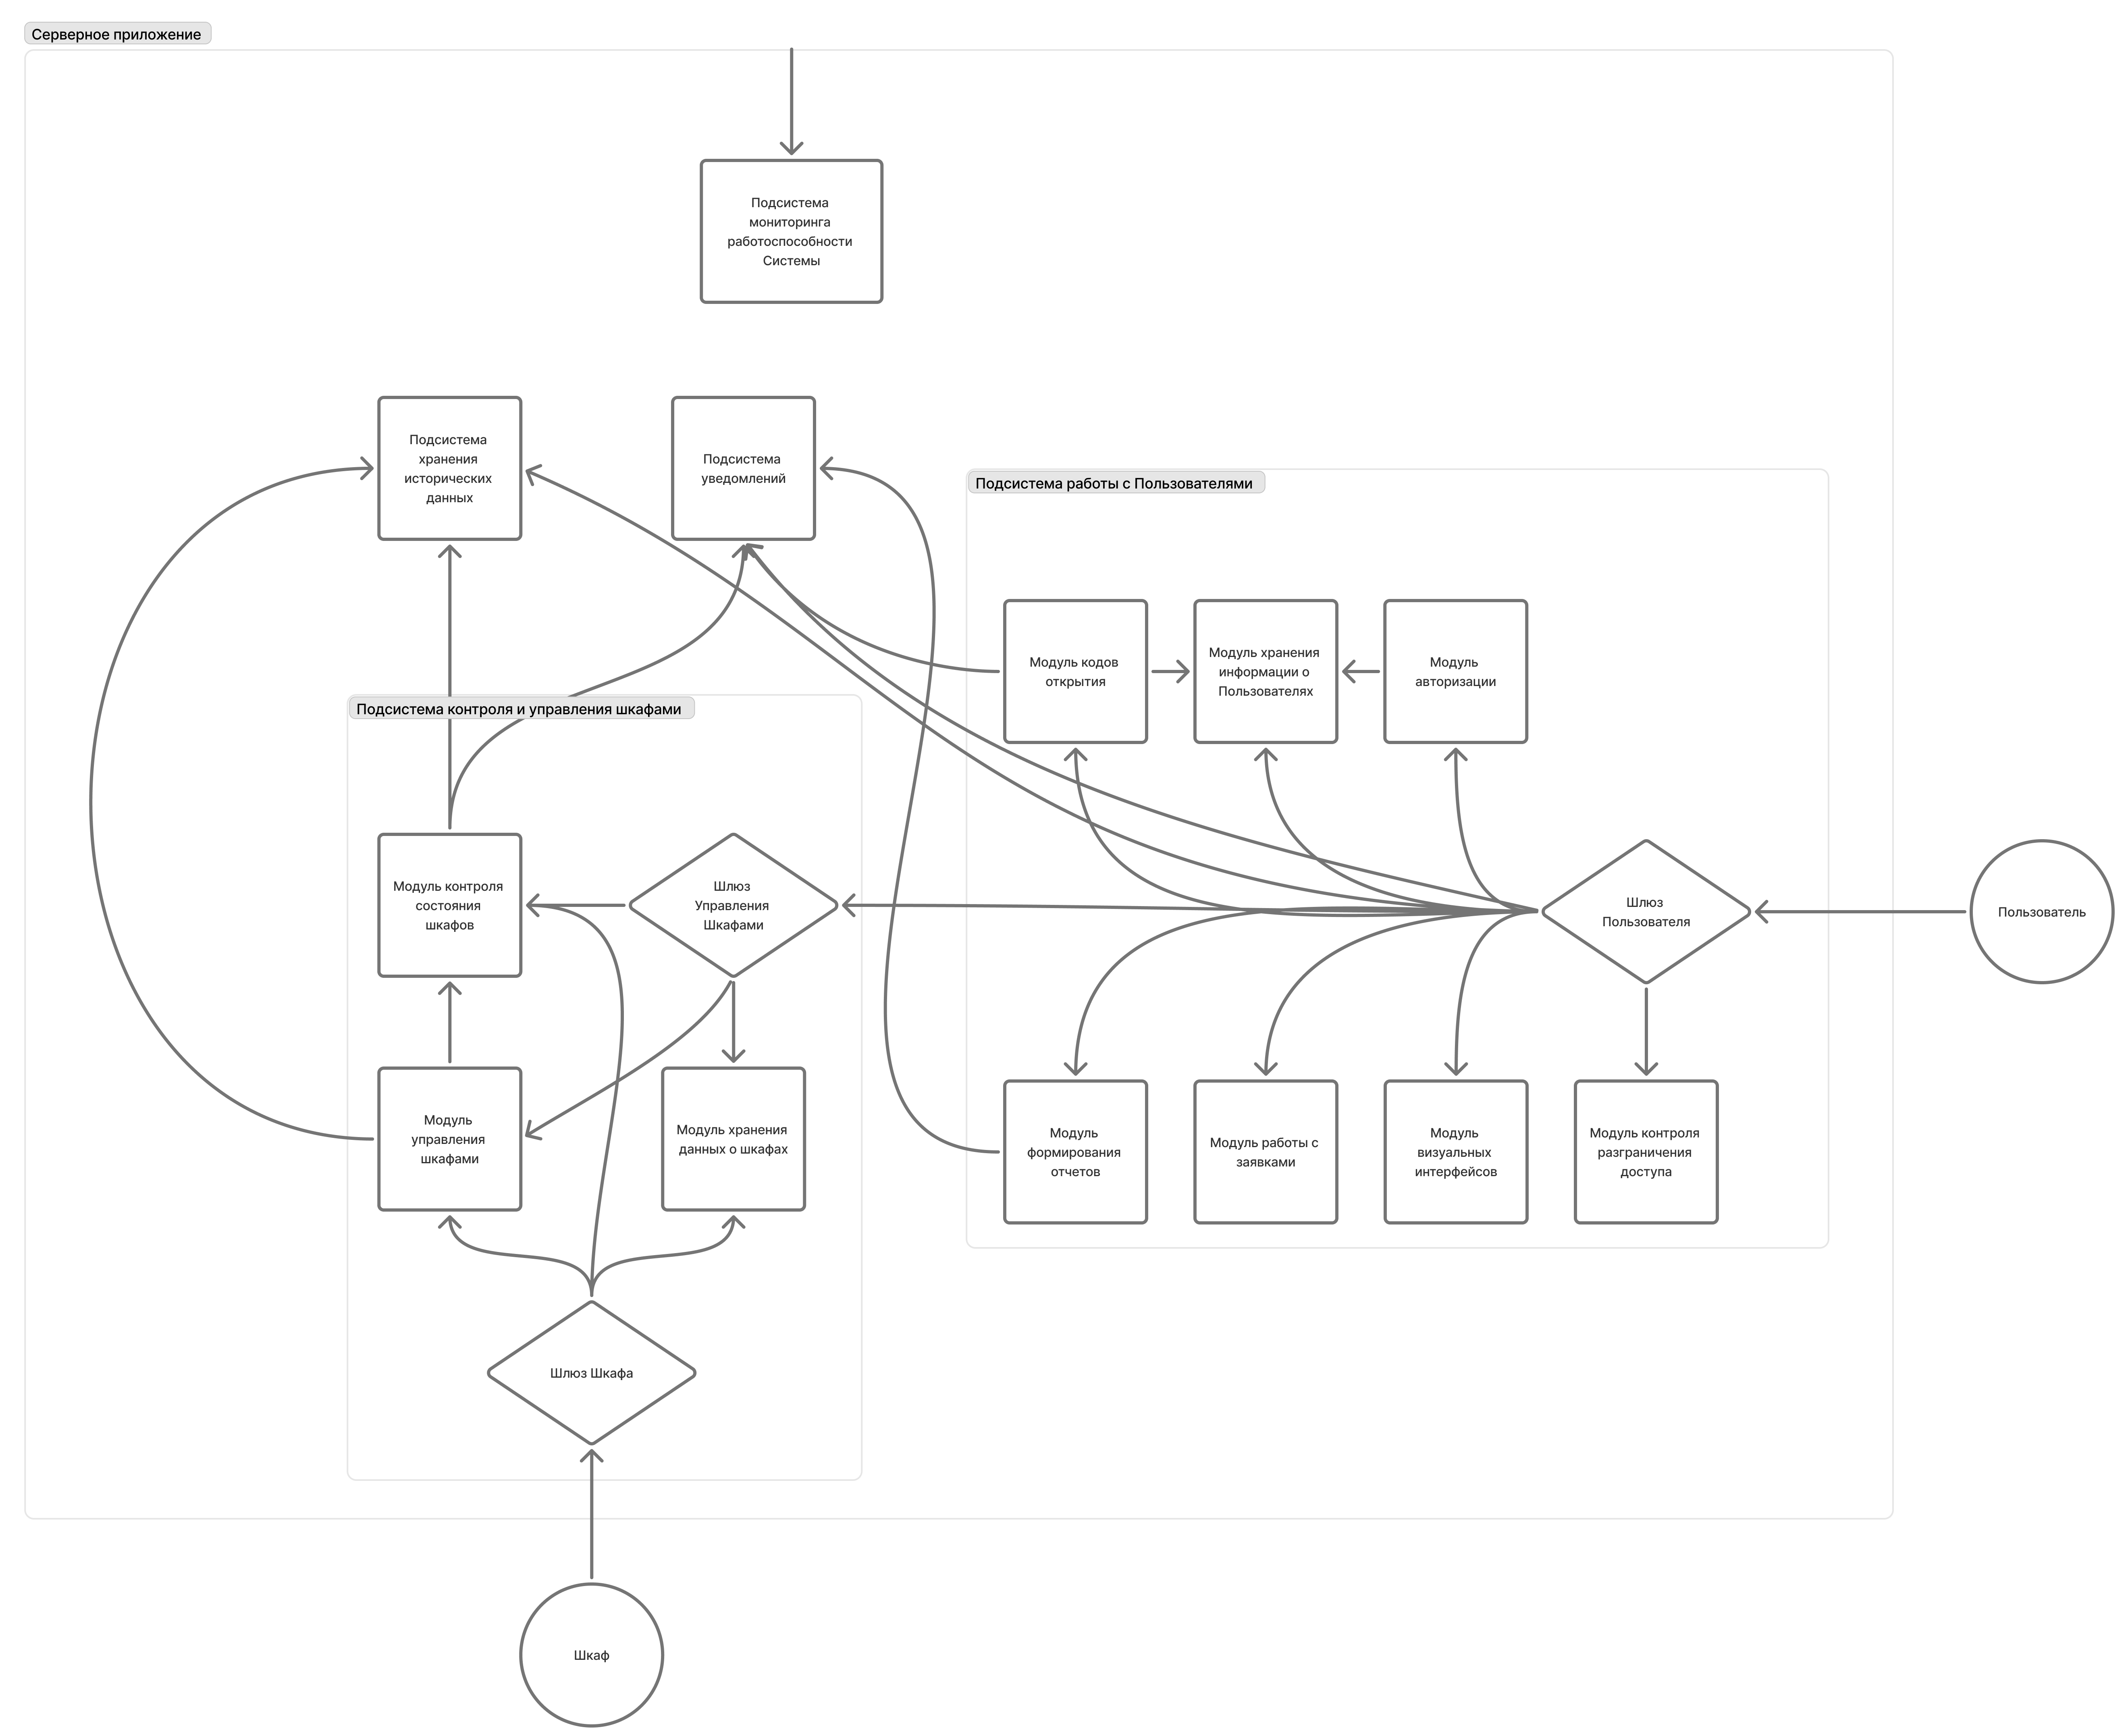 Серверное приложение
Подсистема
мониторинга
работоспособности
Системы
Подсистема
хранения
исторических
данных
Подсистема
уведомлений
Подсистема работы с Пользователями
Модуль кодов
открытия
Модуль хранения
информации о
Пользователях
Модуль
авторизации
Подсистема контроля и управления шкафами
Модуль контроля
состояния
шкафов
Шлюз
Управления
Шкафами
Шлюз
Пользователя
Пользователь
Модуль
управления
шкафами
Модуль хранения
данных о шкафах
Модуль
формирования
отчетов
Модуль работы с
заявками
Модуль
визуальных
интерфейсов
Модуль контроля
разграничения
доступа
Шлюз Шкафа
Шкаф